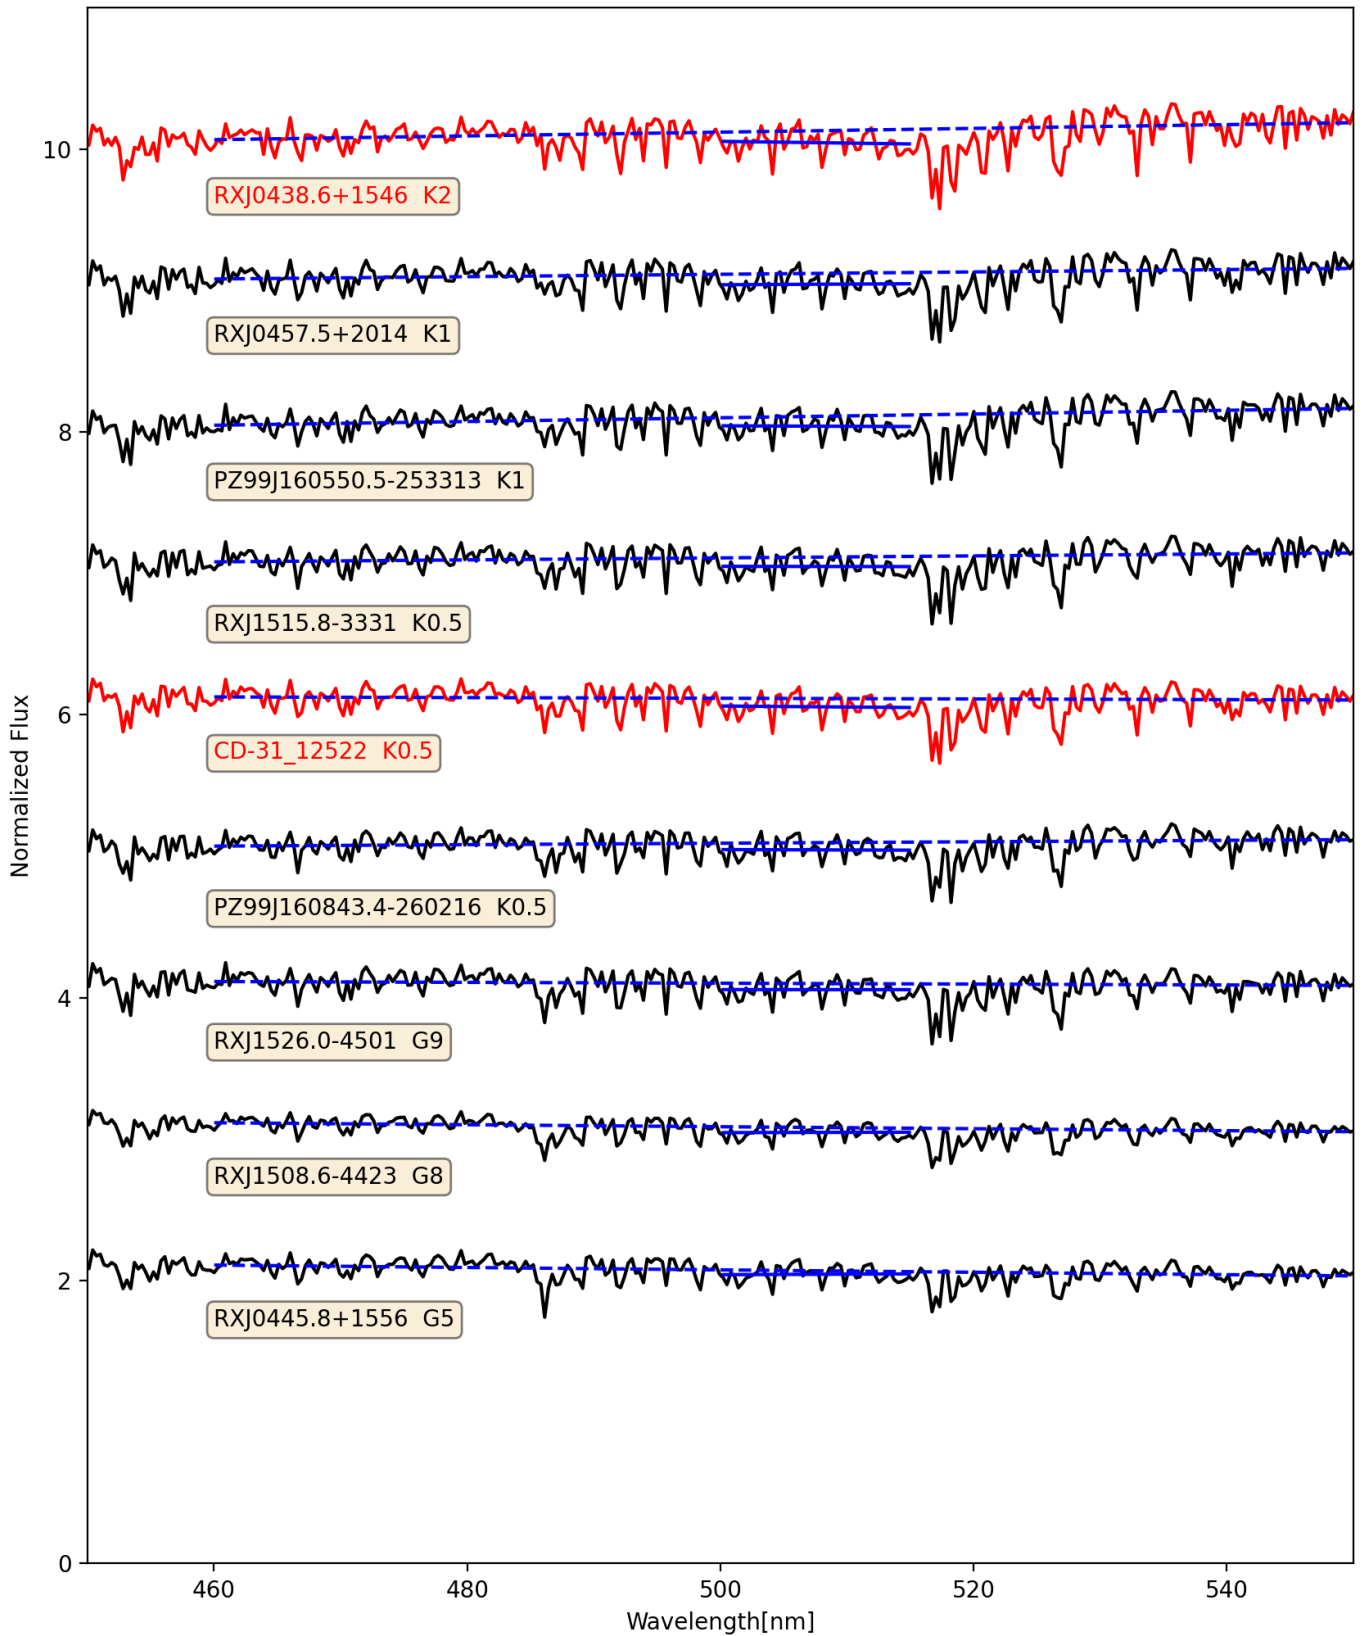 10
RXJ0438.6+1546 K2
RXJ0457.5+2014 K1
8
PZ99J160550.5-253313 K1
RXJ1515.8-3331 K0.5
6
CD-31_12522 K0.5
Normalized Flux
PZ99J160843.4-260216 K0.5
4
RXJ1526.0-4501 G9
RXJ1508.6-4423 G8
2
RXJ0445.8+1556 G5
0
460 480 500 520 540
Wavelength[nm]